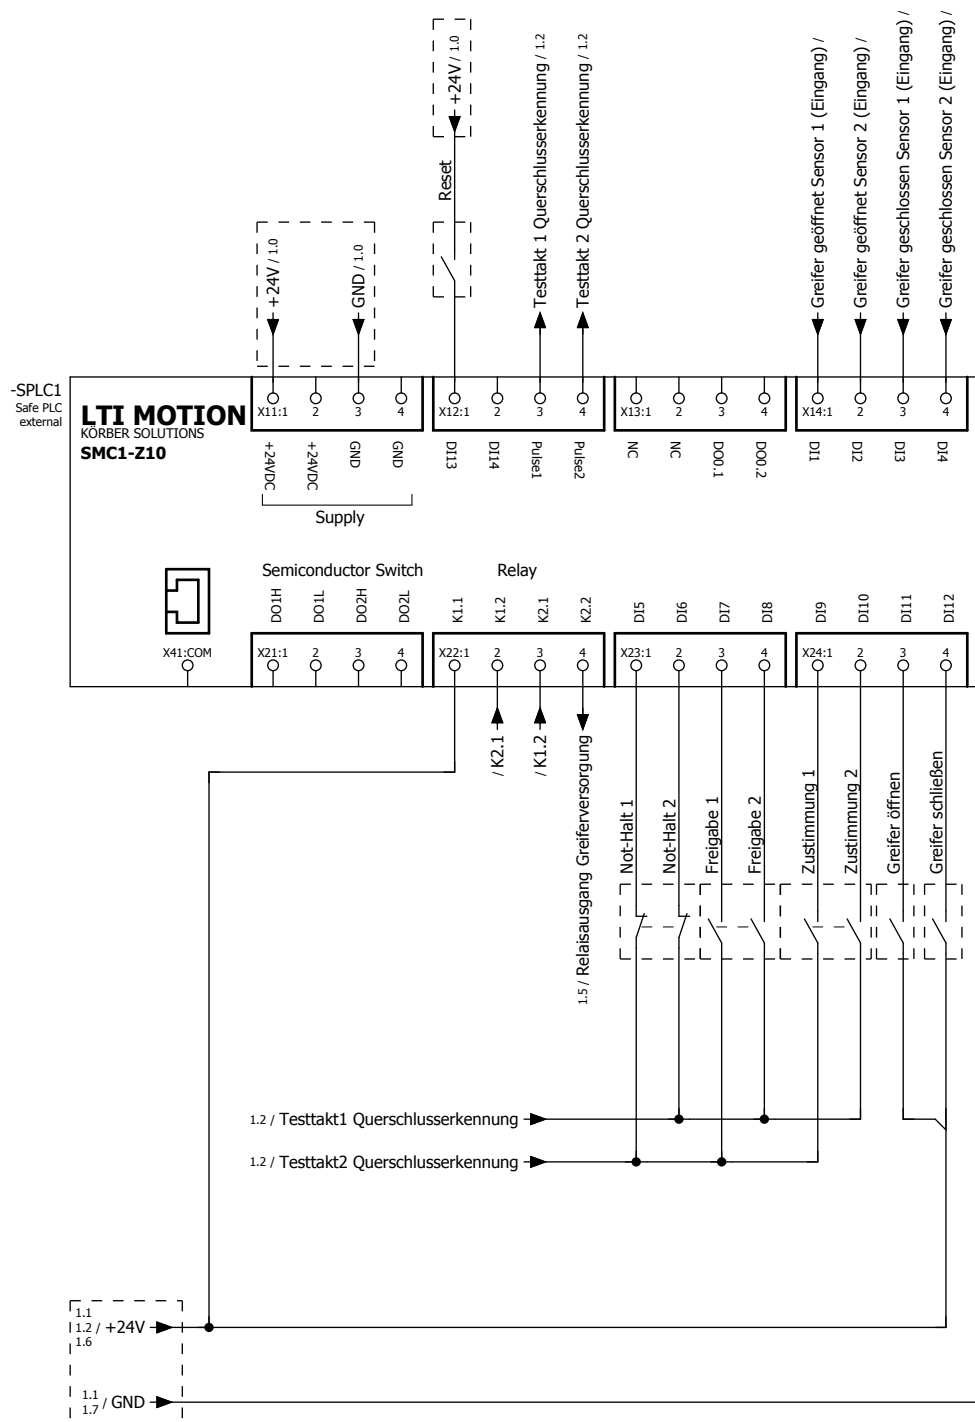 +24V / 1.0
GND / 1.0
Reset
+24V / 1.0
Testtakt 1 Querschlusserkennung / 1.2
Testtakt 2 Querschlusserkennung / 1.2
Greifer geöffnet Sensor 1 (Eingang) /
Greifer geöffnet Sensor 2 (Eingang) /
Greifer geschlossen Sensor 1 (Eingang) /
Greifer geschlossen Sensor 2 (Eingang) /
-SPLC1
Safe PLC
external
LTI MOTION
KÖRBER SOLUTIONS
SMC1-Z10
X11:1 2 3 4
X12:1 2 3 4
X13:1 2 3 4
X14:1 2 3 4
+24VDC
+24VDC
GND
GND
Supply
DI13
DI14
Pulse1
Pulse2
NC
NC
DO0.1
DO0.2
DI1
DI2
DI3
DI4
Semiconductor Switch
Relay
DO1H
DO1L
DO2H
DO2L
K1.1
K1.2
K2.1
K2.2
DI5
DI6
DI7
DI8
DI9
DI10
DI11
DI12
X41:COM
X21:1 2 3 4
X22:1 2 3 4
X23:1 2 3 4
X24:1 2 3 4
/ K2.1
/ K1.2
1.5 / Relaisausgang Greiferversorgung
Not-Halt 1
Not-Halt 2
Freigabe 1
Freigabe 2
Zustimmung 1
Zustimmung 2
Greifer öffnen
Greifer schließen
1.2 / Testtakt1 Querschlusserkennung
1.2 / Testtakt2 Querschlusserkennung
1.1
1.2 / +24V
1.6
1.1
1.7 / GND